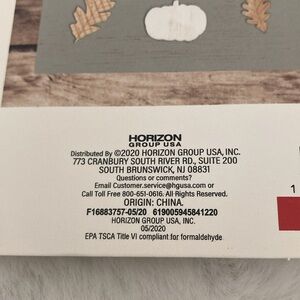 HORIZON
GROUP USA
Distributed By ©2020 HORIZON GROUP USA, INC.
773 CRANBURY SOUTH RIVER RD., SUITE 200
SOUTH BRUNSWICK, NJ 08831
Questions or comments?
Email Customer.service@hgusa.com or
Call Toll Free 800-651-0616. All Rights Reserved.
ORIGIN: CHINA.
F16883757-05/20 619005945841220
HORIZON GROUP USA, INC.
05/2020
EPA TSCA Title VI compliant for formaldehyde
1